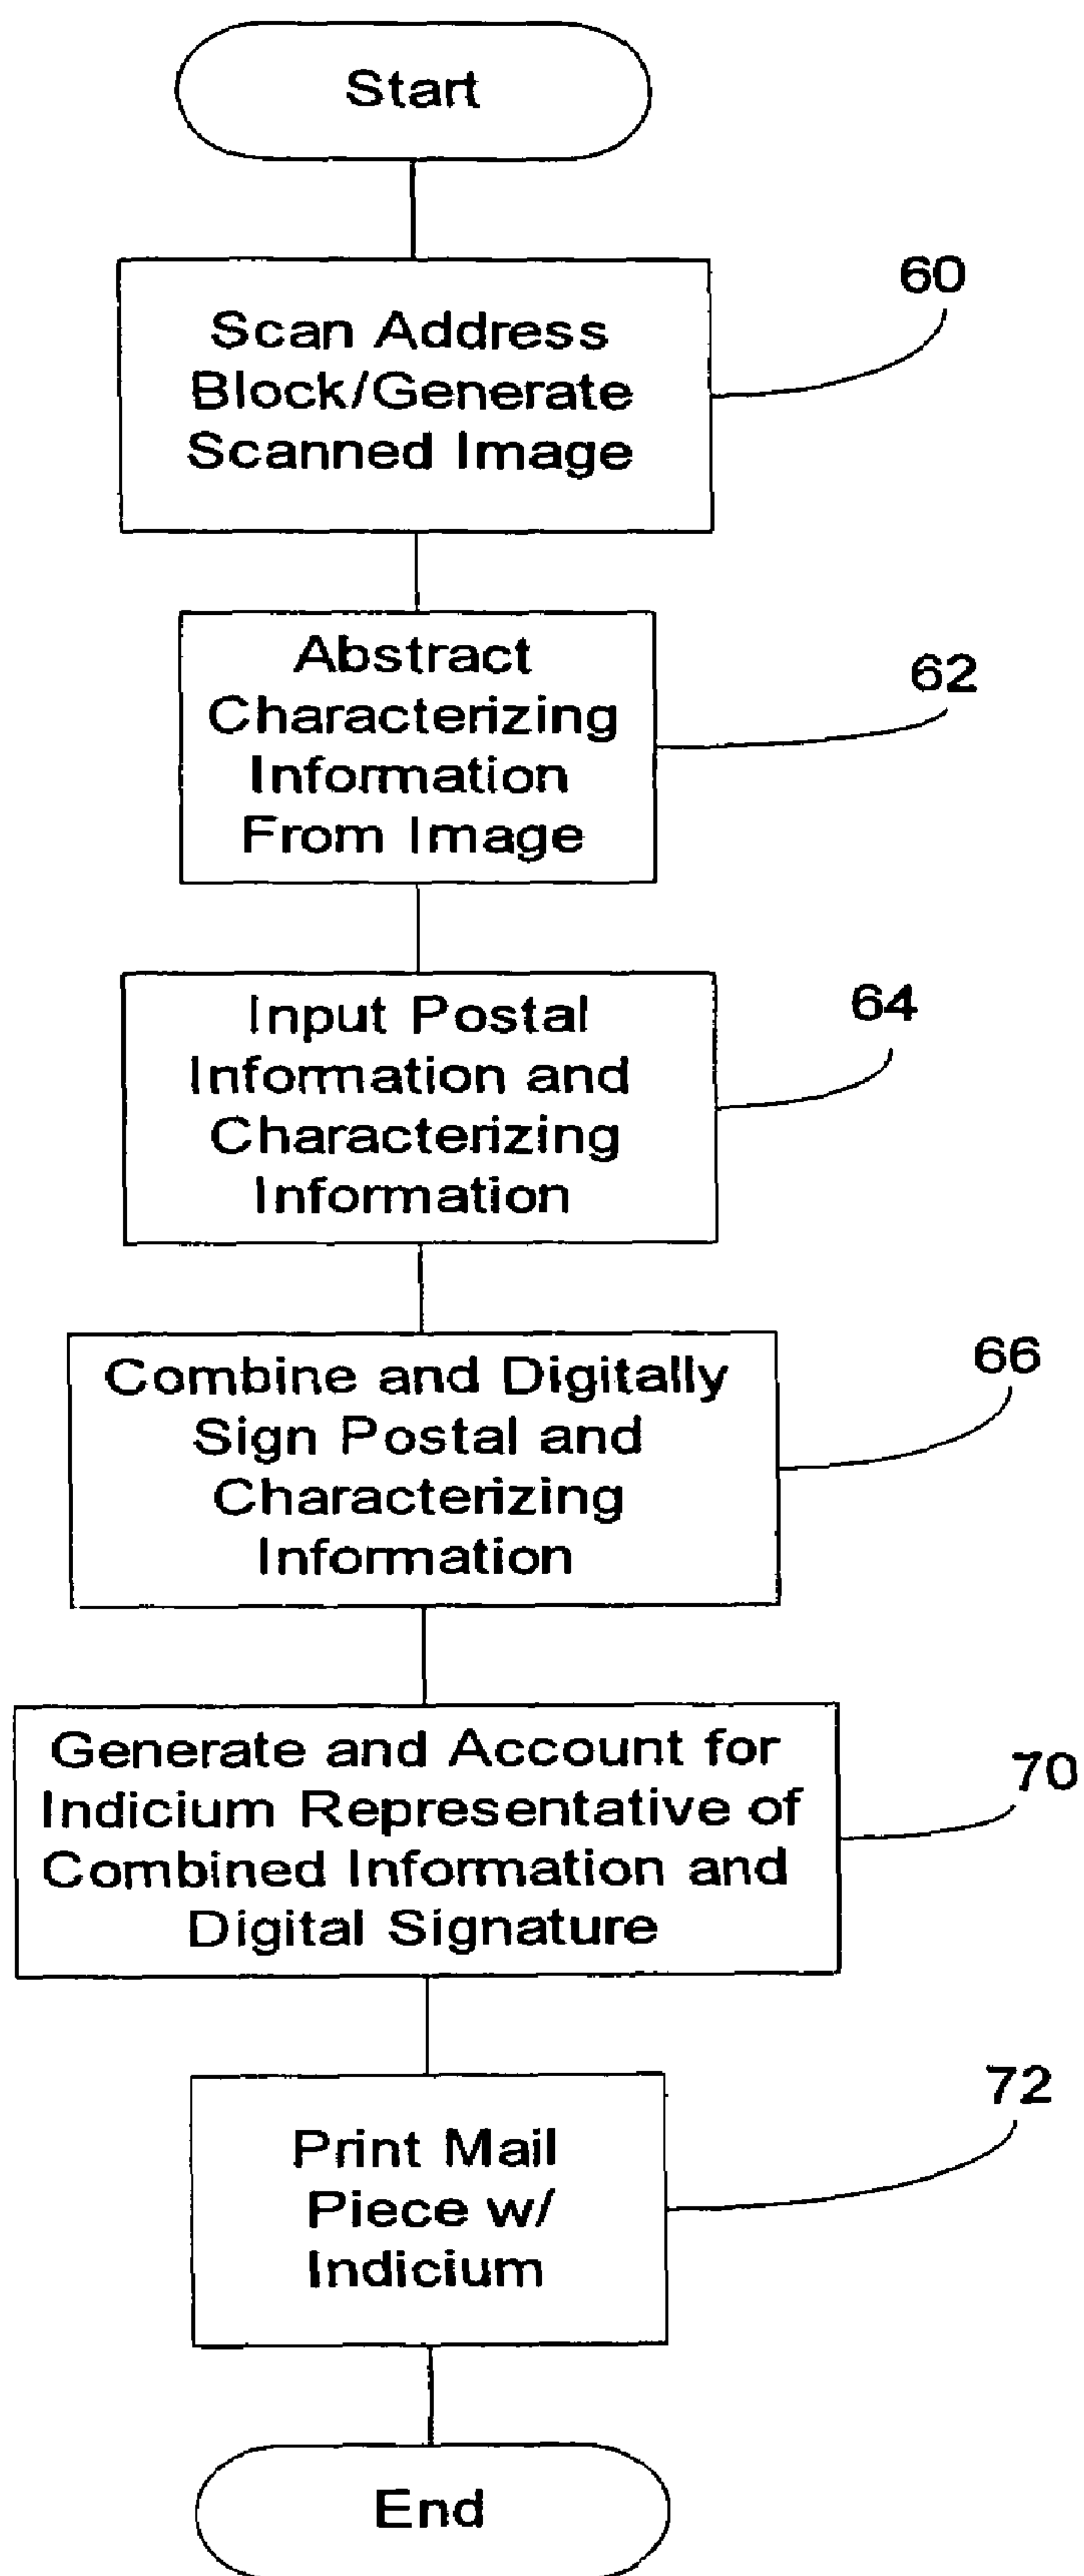 Start
60
Scan Address
Block/Generate
Scanned Image
62
Abstract
Characterizing
Information
From Image
64
Input Postal
Information and
Characterizing
Information
66
Combine and Digitally
Sign Postal and
Characterizing
Information
70
Generate and Account for
Indicium Representative of
Combined Information and
Digital Signature
72
Print Mail
Piece w/
Indicium
End